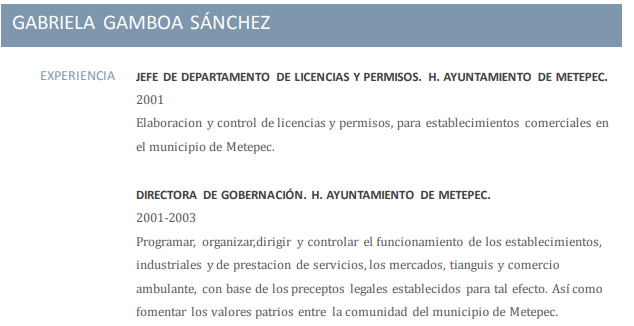 GABRIELA GAMBOA SÁNCHEZ
EXPERIENCIA
JEFE DE DEPARTAMENTO DE LICENCIAS Y PERMISOS. H. AYUNTAMIENTO DE METEPEC.
2001
Elaboracion y control de licencias y permisos, para establecimientos comerciales en
el municipio de Metepec.
DIRECTORA DE GOBERNACIÓN. H. AYUNTAMIENTO DE METEPEC.
2001-2003
Programar, organizar,dirigir y controlar el funcionamiento de los establecimientos,
industriales y de prestacion de servicios, los mercados, tianguis y comercio
ambulante, con base de los preceptos legales establecidos para tal efecto. Así como
fomentar los valores patrios entre la comunidad del municipio de Metepec.